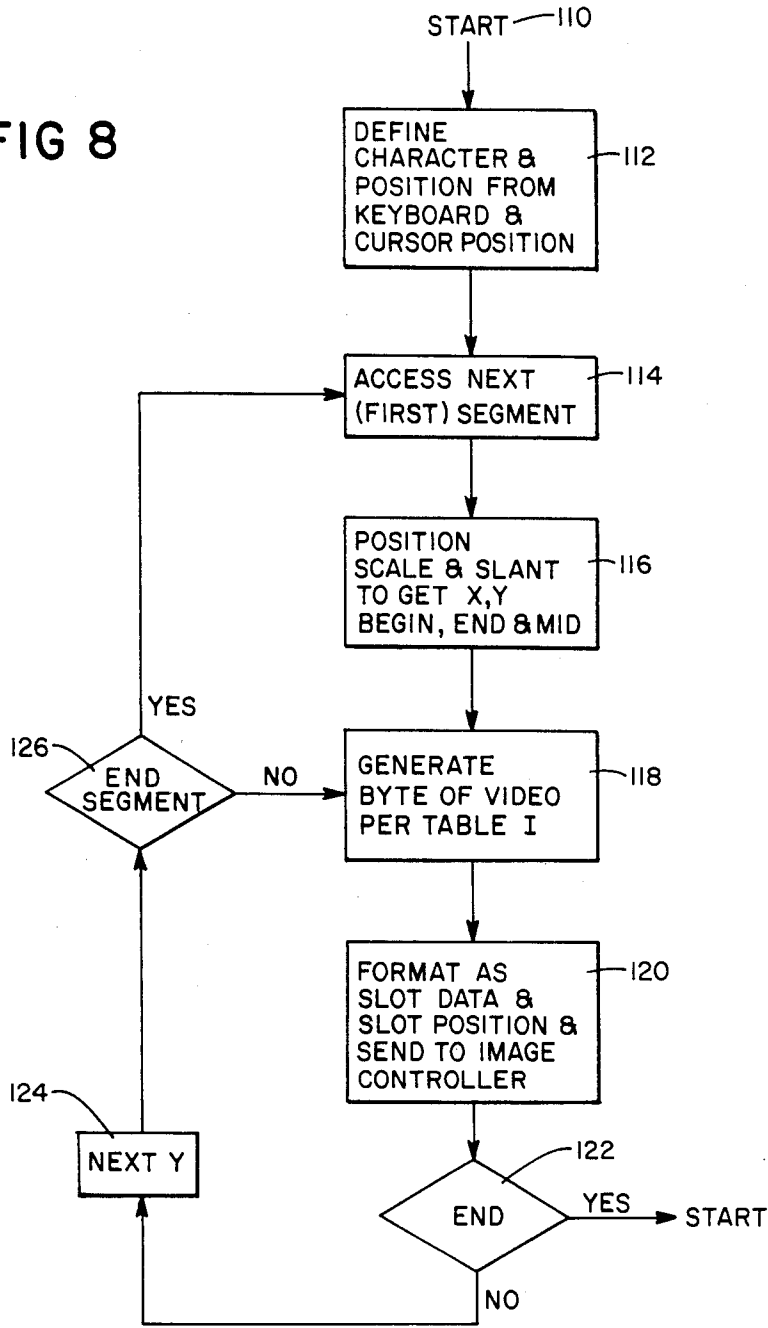 START 110
FIG 8
DEFINE
CHARACTER &
POSITION FROM
KEYBOARD &
CURSOR POSITION
112
ACCESS NEXT
(FIRST) SEGMENT
114
POSITION
SCALE & SLANT
TO GET X,Y
BEGIN, END & MID
116
YES
126
END
SEGMENT
NO
GENERATE
BYTE OF VIDEO
PER TABLE I
118
FORMAT AS
SLOT DATA &
SLOT POSITION &
SEND TO IMAGE
CONTROLLER
120
124
NEXT Y
122
END
YES
START
NO